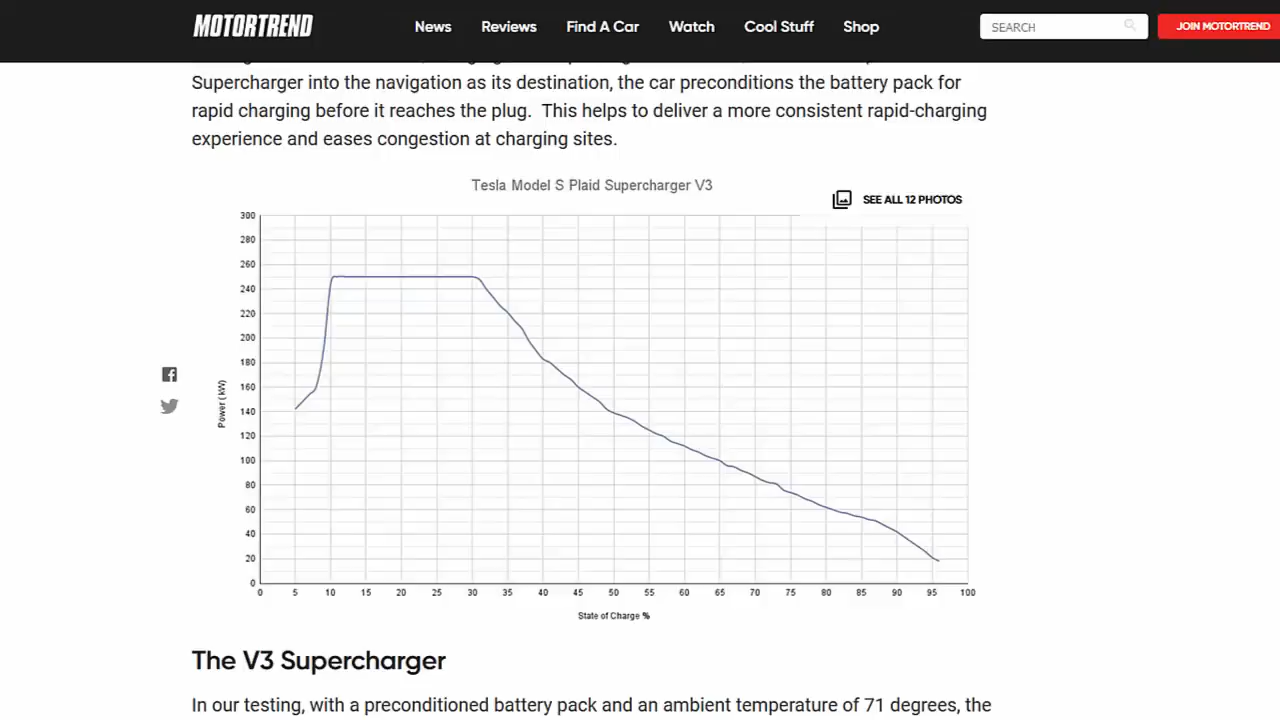 MOTORTREND
News Reviews Find A Car Watch Cool Stuff Shop
SEARCH
JOIN MOTORTREND
Supercharger into the navigation as its destination, the car preconditions the battery pack for
rapid charging before it reaches the plug. This helps to deliver a more consistent rapid-charging
experience and eases congestion at charging sites.
Tesla Model S Plaid Supercharger V3
SEE ALL 12 PHOTOS
300
280
260
240
220
200
180
160
140
120
100
80
60
40
20
0
Power ( kW)
0 5 10 15 20 25 30 35 40 45 50 55 60 65 70 75 80 85 90 95 100
State of Charge %
The V3 Supercharger
In our testing, with a preconditioned battery pack and an ambient temperature of 71 degrees, the